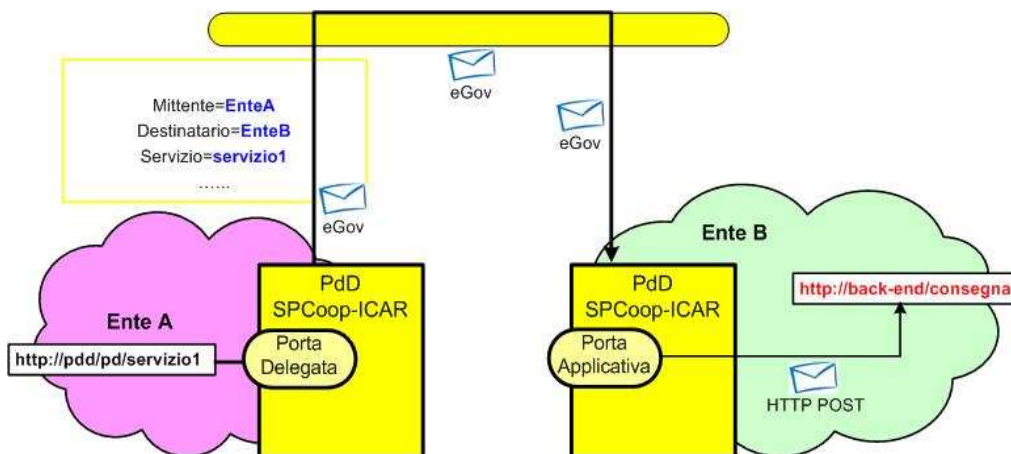 eGov
Mittente=EnteA
Destinatario=EnteB
Servizio=servizio1
......
eGov
eGov
Ente B
PdD
SPCoop-ICAR
PdD
SPCoop-ICAR
http://back-end/consegna
Ente A
http://pdd/pd/servizio1
Porta
Delegata
Porta
Applicativa
HTTP POST